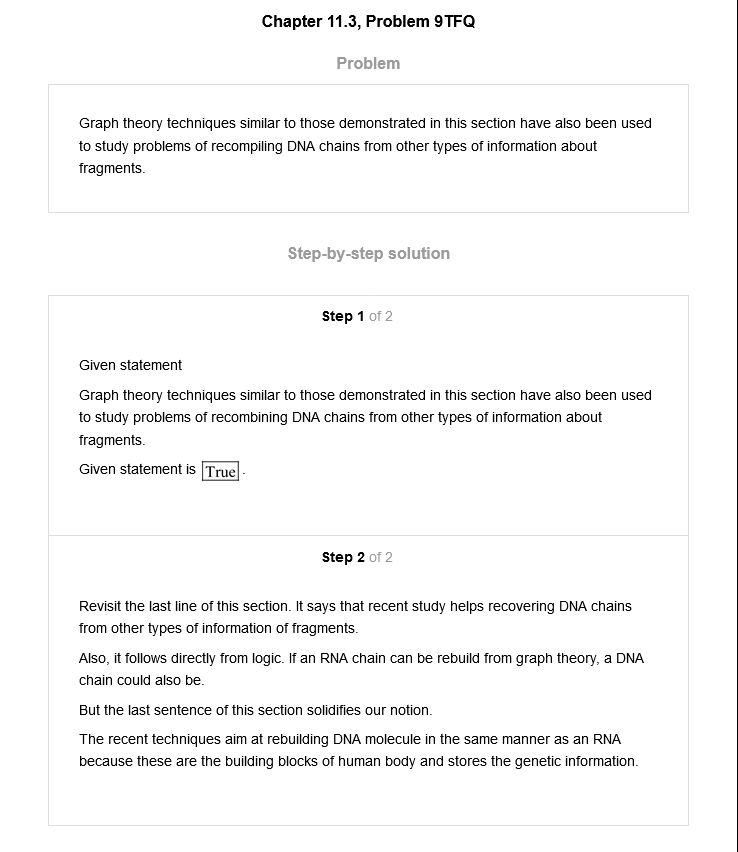 Chapter 11.3, Problem 9TFQ
Problem
Graph theory techniques similar to those demonstrated in this section have also been used
to study problems of recompiling DNA chains from other types of information about
fragments.
Step-by-step solution
Step 1 of 2
Given statement
Graph theory techniques similar to those demonstrated in this section have also been used
to study problems of recombining DNA chains from other types of information about
fragments.
Given statement is True.
Step 2 of 2
Revisit the last line of this section. It says that recent study helps recovering DNA chains
from other types of information of fragments.
Also, it follows directly from logic. If an RNA chain can be rebuild from graph theory, a DNA
chain could also be.
But the last sentence of this section solidifies our notion.
The recent techniques aim at rebuilding DNA molecule in the same manner as an RNA
because these are the building blocks of human body and stores the genetic information.